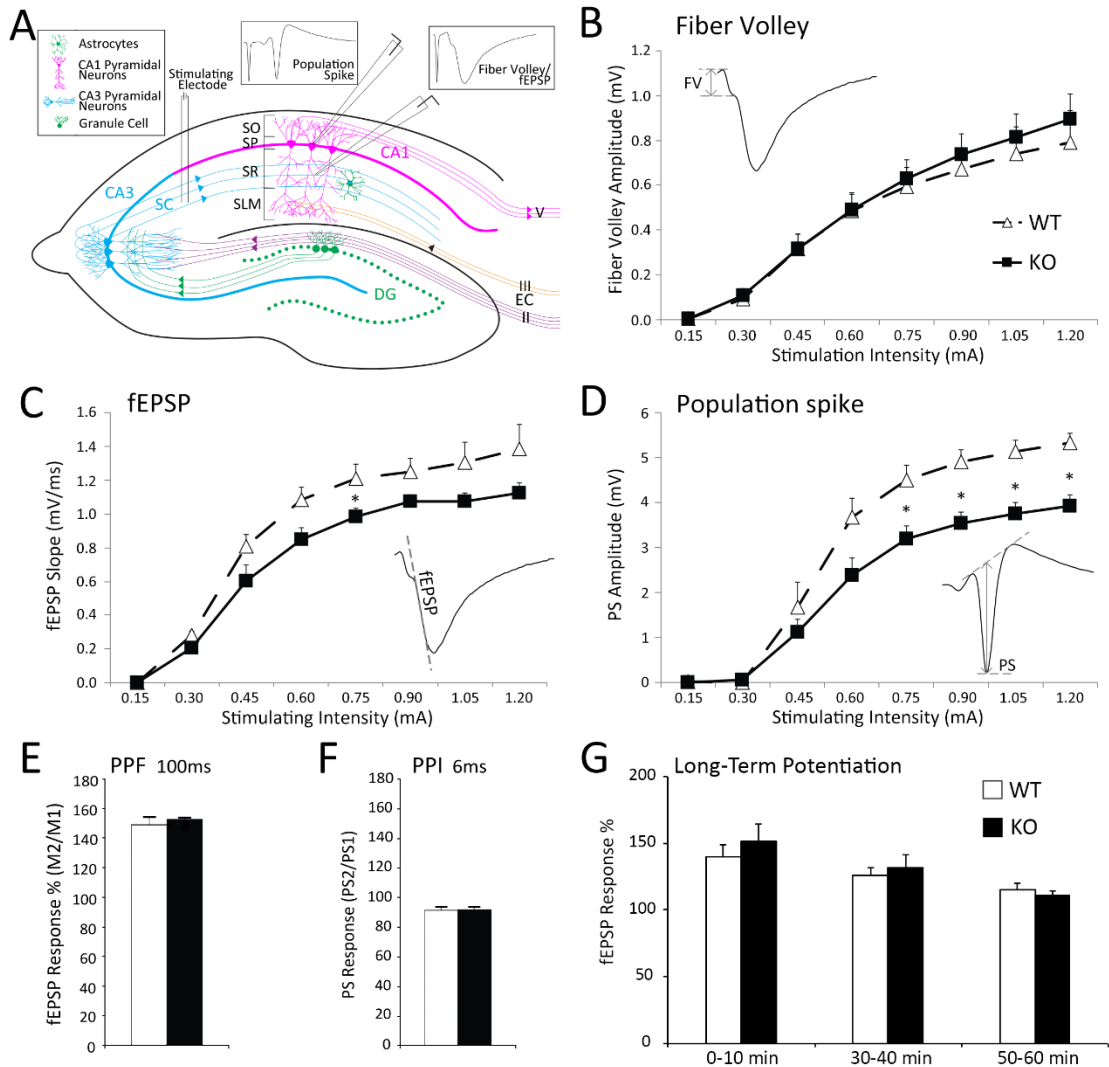 A
Astrocytes
CA1 Pyramidal
Neurons
CA3 Pyramidal
Neurons
Granule Cell
Stimulating
Electode
Population
Spike
Fiber Volley/
fEPSP
SO
SP
SR
SLM
CA1
CA3
SC
DG
V
III
EC
II
B
Fiber Volley
Fiber Volley Amplitude (mV)
1.2
1.0
0.8
0.6
0.4
0.2
0.0
FV
WT
KO
0.15 0.30 0.45 0.60 0.75 0.90 1.05 1.20
Stimulation Intensity (mA)
C
fEPSP
fEPSP Slope (mV/ms)
1.6
1.4
1.2
1.0
0.8
0.6
0.4
0.2
0.0
*
fEPSP
0.15 0.30 0.45 0.60 0.75 0.90 1.05 1.20
Stimulating Intensity (mA)
D
Population spike
PS Amplitude (mV)
6
5
4
3
2
1
0
* * * *
PS
0.15 0.30 0.45 0.60 0.75 0.90 1.05 1.20
Stimulating Intensity (mA)
E
PPF 100ms
fEPSP Response % (M2/M1)
180
160
140
120
100
80
60
40
20
0
F
PPI 6ms
PS Response (PS2/PS1)
180
160
140
120
100
80
60
40
20
0
G
Long-Term Potentiation
fEPSP Response %
200
150
100
50
0
WT
KO
0-10 min 30-40 min 50-60 min